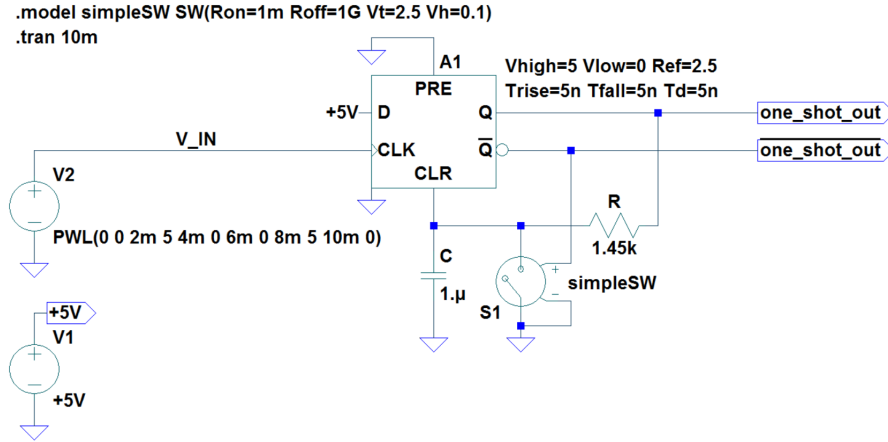 .model simpleSW SW(Ron=1m Roff=1G Vt=2.5 Vh=0.1)
.tran 10m
A1
Vhigh=5 Vlow=0 Ref=2.5
Trise=5n Tfall=5n Td=5n
PRE
+5V
D
Q
one_shot_out
V_IN
CLK
Q
one_shot_out
CLR
V2
R
PWL(0 0 2m 5 4m 0 6m 0 8m 5 10m 0)
1.45k
C
+
simpleSW
1.µ
S1
+5V
V1
+5V